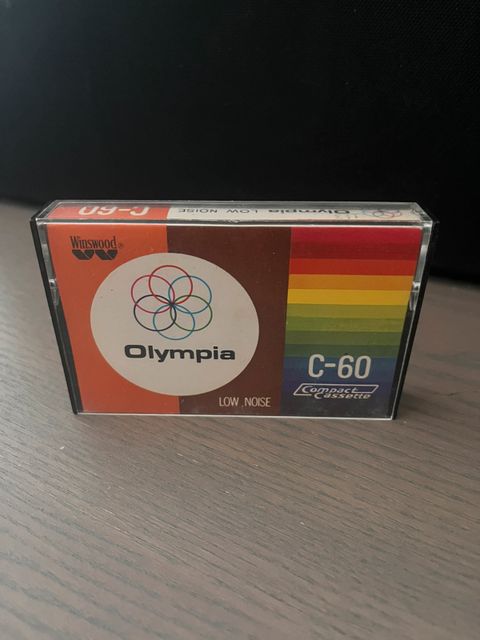 C-60
Olympia LOW NOISE
Winswood®
Olympia
LOW NOISE
C-60
Compact
Cassette